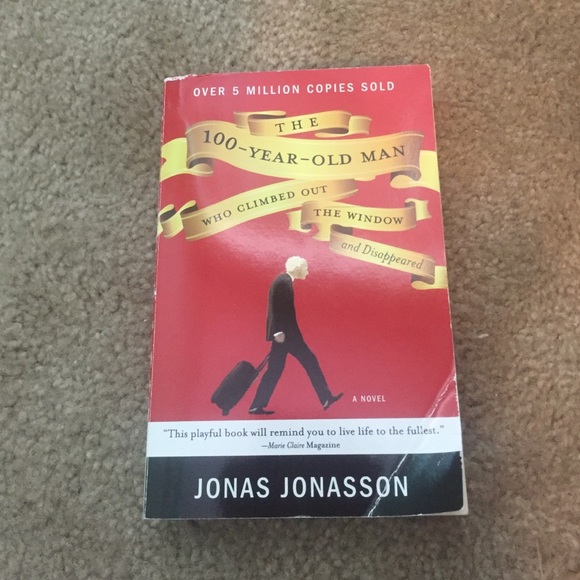 OVER 5 MILLION COPIES SOLD
THE
100-YEAR-OLD MAN
WHO CLIMBED OUT
THE WINDOW
and Disappeared
A NOVEL
“This playful book will remind you to live life to the fullest.”
—Marie Claire Magazine
JONAS JONASSON